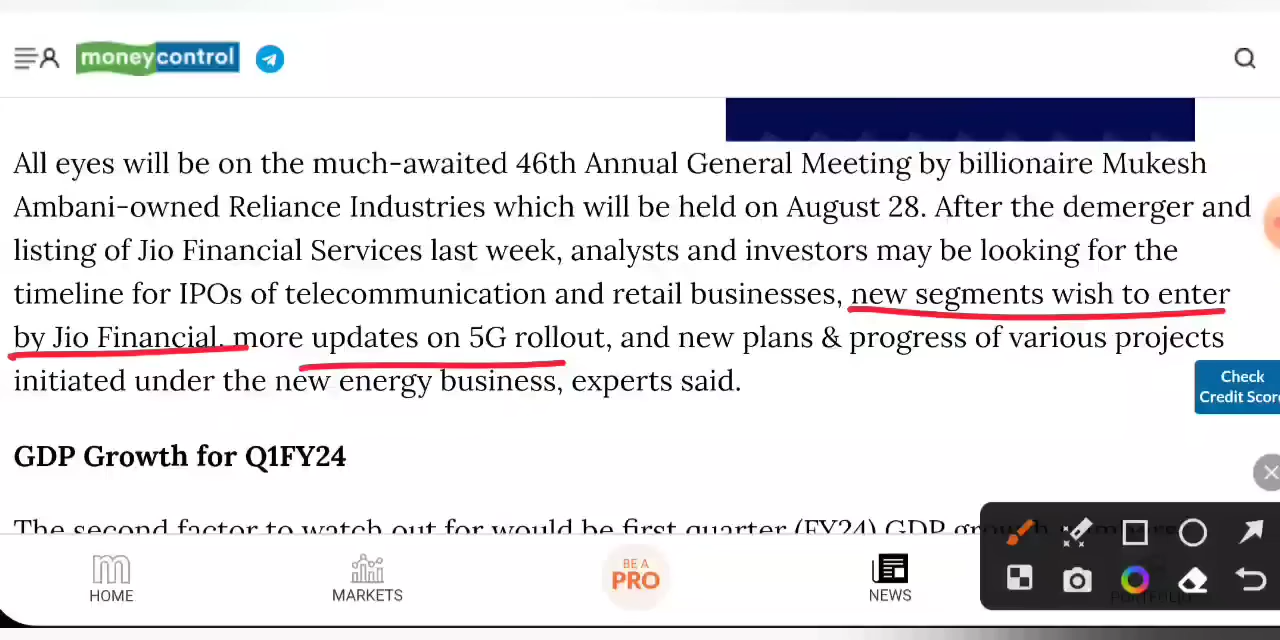 moneycontrol
All eyes will be on the much-awaited 46th Annual General Meeting by billionaire Mukesh
Ambani-owned Reliance Industries which will be held on August 28. After the demerger and
listing of Jio Financial Services last week, analysts and investors may be looking for the
timeline for IPOs of telecommunication and retail businesses, new segments wish to enter
by Jio Financial, more updates on 5G rollout, and new plans & progress of various projects
initiated under the new energy business, experts said.
Check
Credit Score
GDP Growth for Q1FY24
The second factor to watch out for would be first quarter (FY24) GDP growth
HOME
MARKETS
BE A
PRO
NEWS
PORTFOLIO